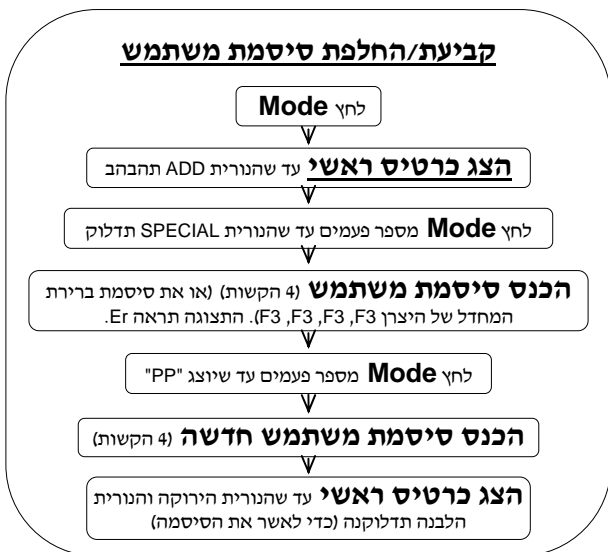 קביעת/החלפת סיסמת משתמש
לחץ Mode
הצג כרטיס ראשי עד שהנורית ADD תהבהב
לחץ Mode מספר פעמים עד שהנורית SPECIAL תדלוק
הכנס סיסמת משתמש (4 הקשות) (או את סיסמת ברירת
המחדל של היצרן F3, F3, F3, F3). התצוגה תראה Er.
לחץ Mode מספר פעמים עד שיוצג "PP"
הכנס סיסמת משתמש חדשה (4 הקשות)
הצג כרטיס ראשי עד שהנורית הירוקה והנורית
הלבנה תדלוקנה (כדי לאשר את הסיסמה)